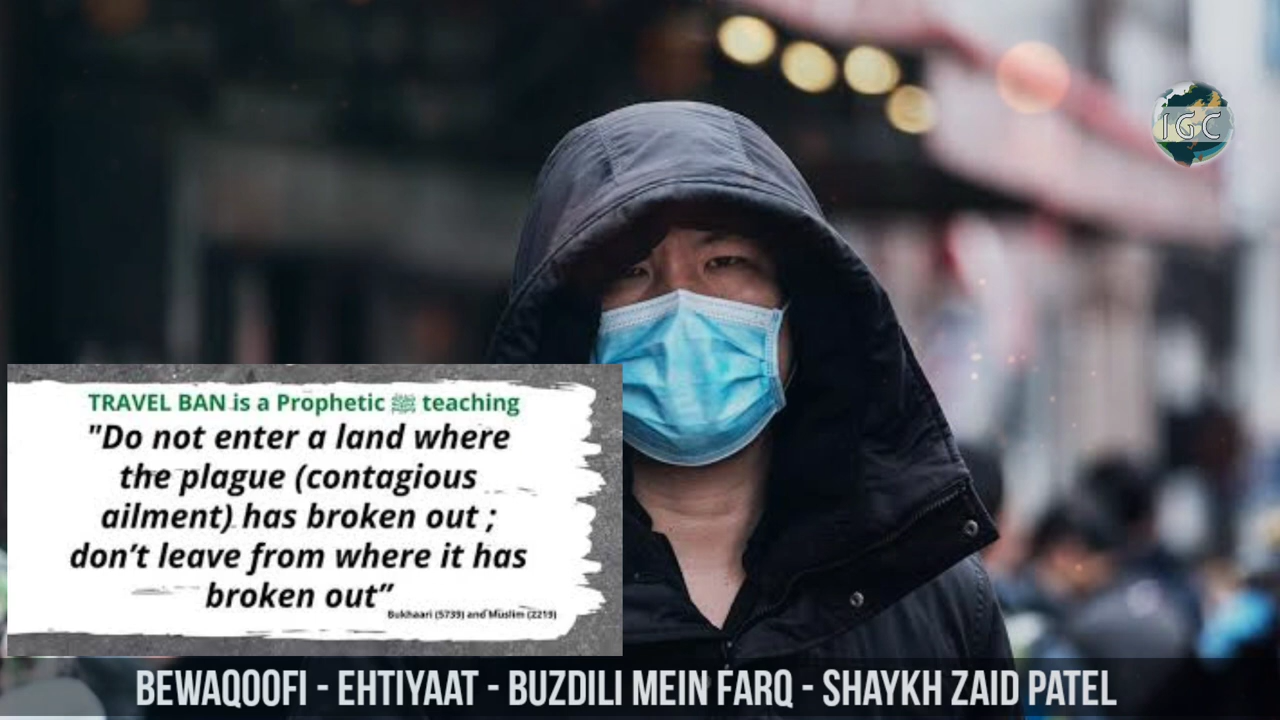 IGC
TRAVEL BAN is a Prophetic ﷺ teaching
"Do not enter a land where
the plague (contagious
ailment) has broken out ;
don't leave from where it has
broken out”
Bukhaari (5739) and Muslim (2219)
BEWAQOOFI - EHTIYAAT - BUZDILI MEIN FARQ - SHAYKH ZAID PATEL